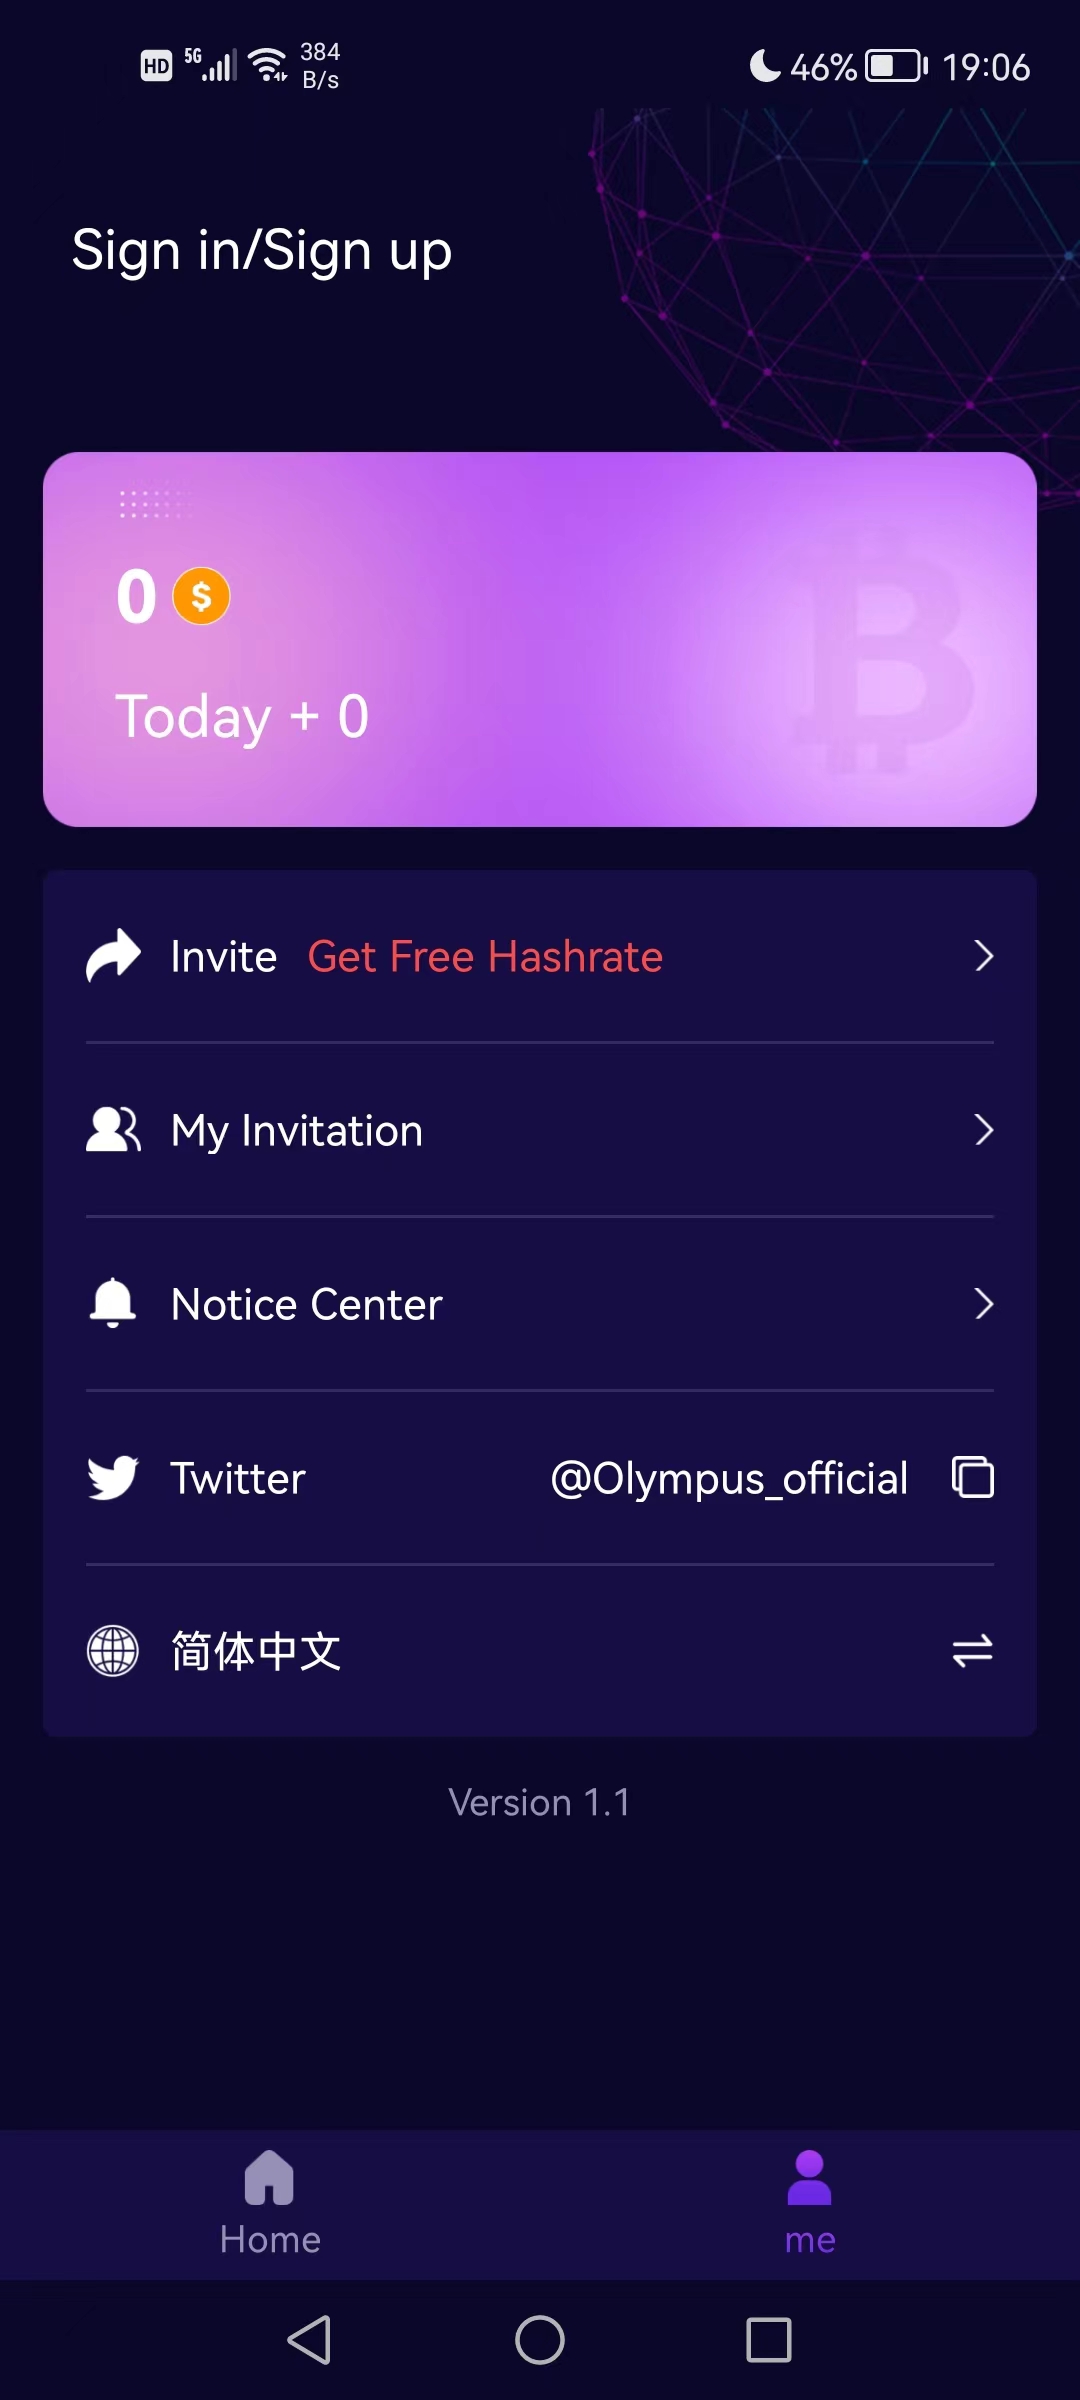 HD 5G 384 B/s 46% 19:06
Sign in/Sign up
0 $
Today + 0
Invite Get Free Hashrate
My Invitation
Notice Center
Twitter @Olympus_official
简体中文
Version 1.1
Home me